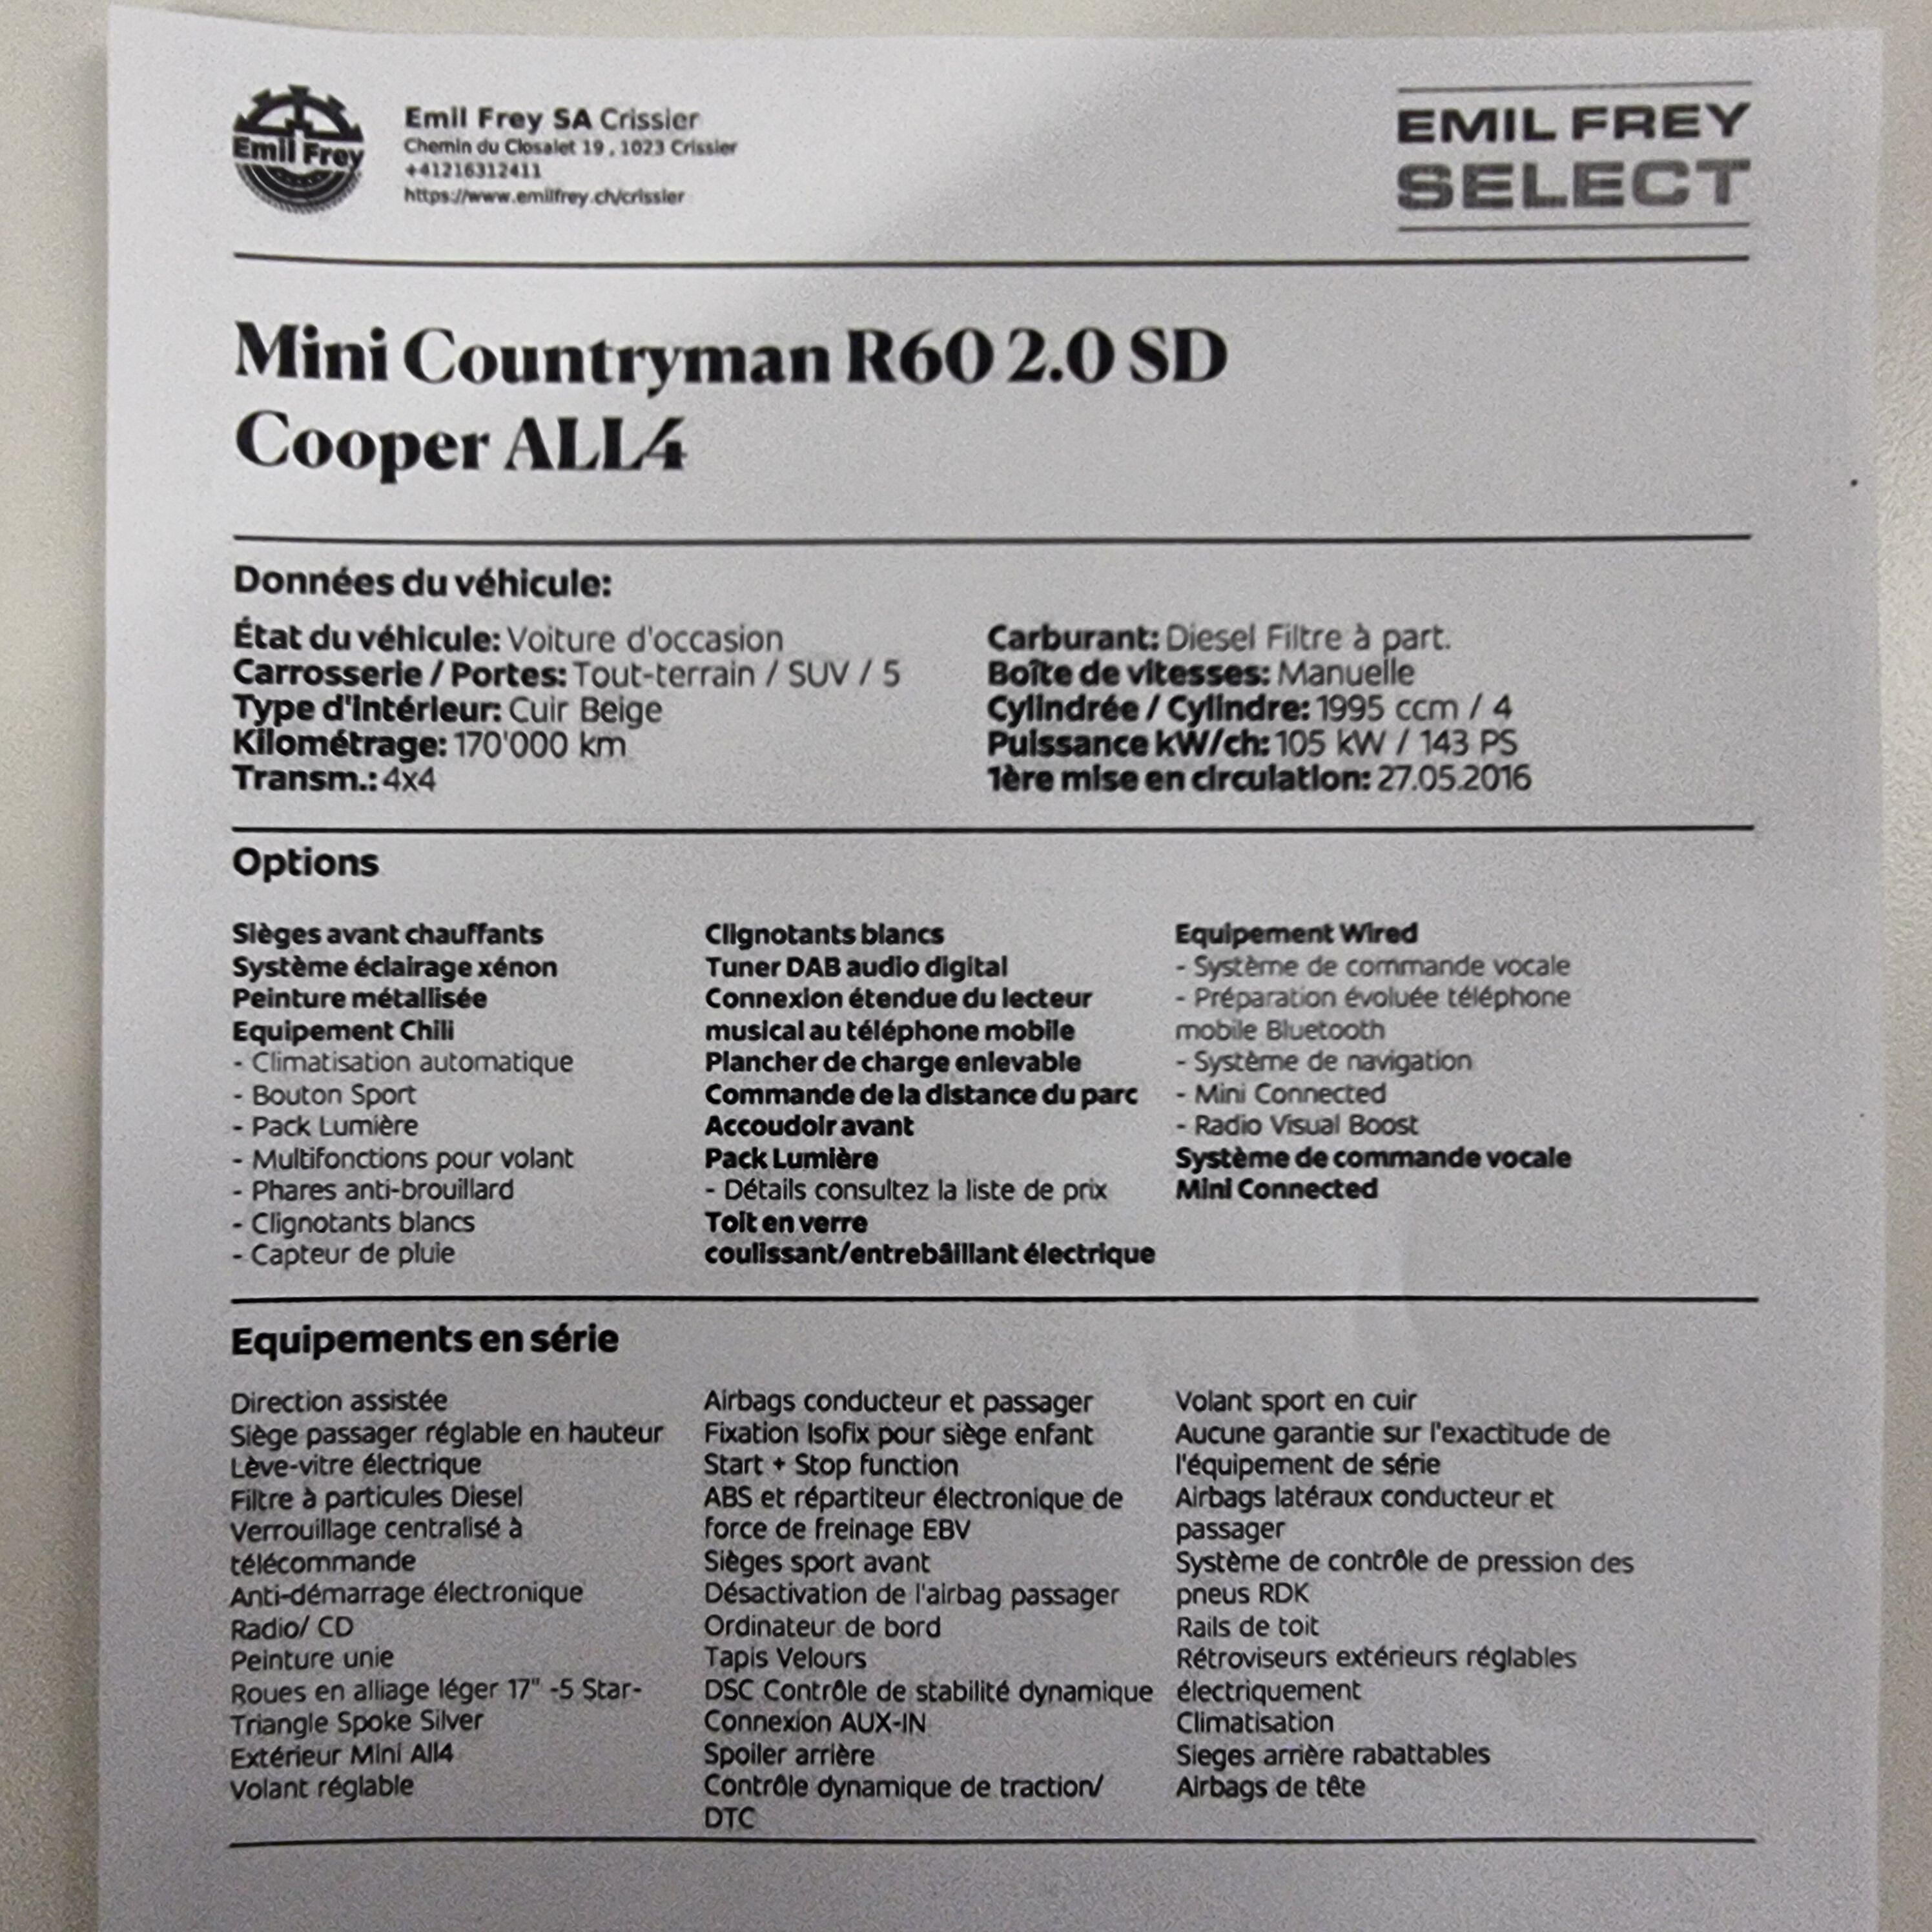 Emil Frey
Emil Frey SA Crissier
Chemin du Closalet 19 , 1023 Crissier
+41216312411
https://www.emilfrey.ch/crissier
EMIL FREY
SELECT
Mini Countryman R60 2.0 SD
Cooper ALL4
Données du véhicule:
État du véhicule: Voiture d'occasion
Carrosserie / Portes: Tout-terrain / SUV / 5
Type d'intérieur: Cuir Beige
Kilométrage: 170'000 km
Transm.: 4x4
Carburant: Diesel Filtre à part.
Boîte de vitesses: Manuelle
Cylindrée / Cylindre: 1995 ccm / 4
Puissance kW/ch: 105 kW / 143 PS
1ère mise en circulation: 27.05.2016
Options
Sièges avant chauffants
Système éclairage xénon
Peinture métallisée
Equipement Chili
- Climatisation automatique
- Bouton Sport
- Pack Lumière
- Multifonctions pour volant
- Phares anti-brouillard
- Clignotants blancs
- Capteur de pluie
Clignotants blancs
Tuner DAB audio digital
Connexion étendue du lecteur
musical au téléphone mobile
Plancher de charge enlevable
Commande de la distance du parc
Accoudoir avant
Pack Lumière
- Détails consultez la liste de prix
Toit en verre
coulissant/entrebâillant électrique
Equipement Wired
- Système de commande vocale
- Préparation évoluée téléphone
mobile Bluetooth
- Système de navigation
- Mini Connected
- Radio Visual Boost
Système de commande vocale
Mini Connected
Equipements en série
Direction assistée
Siège passager réglable en hauteur
Lève-vitre électrique
Filtre à particules Diesel
Verrouillage centralisé à
télécommande
Anti-démarrage électronique
Radio/ CD
Peinture unie
Roues en alliage léger 17" -5 Star-
Triangle Spoke Silver
Extérieur Mini All4
Volant réglable
Airbags conducteur et passager
Fixation Isofix pour siège enfant
Start + Stop function
ABS et répartiteur électronique de
force de freinage EBV
Sièges sport avant
Désactivation de l'airbag passager
Ordinateur de bord
Tapis Velours
DSC Contrôle de stabilité dynamique
Connexion AUX-IN
Spoiler arrière
Contrôle dynamique de traction/
DTC
Volant sport en cuir
Aucune garantie sur l'exactitude de
l'équipement de série
Airbags latéraux conducteur et
passager
Système de contrôle de pression des
pneus RDK
Rails de toit
Rétroviseurs extérieurs réglables
électriquement
Climatisation
Sieges arrière rabattables
Airbags de tête